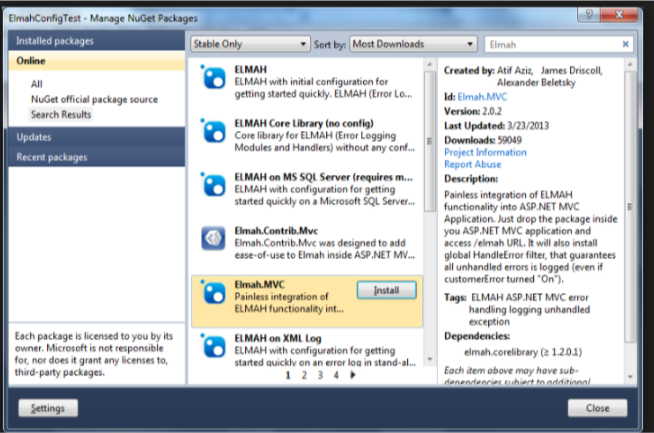 ElmahConfigTest - Manage NuGet Packages
Installed packages
Online
All
NuGet official package source
Search Results
Updates
Recent packages
Each package is licensed to you by its
owner. Microsoft is not responsible
for, nor does it grant any licenses to,
third-party packages.
Stable Only
Sort by: Most Downloads
Elmah
ELMAH
ELMAH with initial configuration for
getting started quickly. ELMAH (Error Lo...
ELMAH Core Library (no config)
Core library for ELMAH (Error Logging
Modules and Handlers) without any conf...
ELMAH on MS SQL Server (requires m...
ELMAH with configuration for getting
started quickly on a Microsoft SQL Server...
Elmah.Contrib.Mvc
Elmah.Contrib.Mvc was designed to add
ease-of-use to Elmah inside ASP.NET MV...
Elmah.MVC
Install
Painless integration of
ELMAH functionality int...
ELMAH on XML Log
ELMAH with configuration for getting
started quickly on an error log in stand-al...
1 2 3 4
Created by: Atif Aziz, James Driscoll,
Alexander Beletsky
Id: Elmah.MVC
Version: 2.0.2
Last Updated: 3/23/2013
Downloads: 59049
Project Information
Report Abuse
Description:
Painless integration of ELMAH
functionality into ASP.NET MVC
Application. Just drop the package inside
you ASP.NET MVC application and
access /elmah URL. It will also install
global HandleError filter, that guarantees
all unhandled errors is logged (even if
customerError turned "On").
Tags: ELMAH ASP.NET MVC error
handling logging unhandled
exception
Dependencies:
elmah.corelibrary (≥ 1.2.0.1)
Each item above may have sub-
dependencies subject to additional
Settings
Close